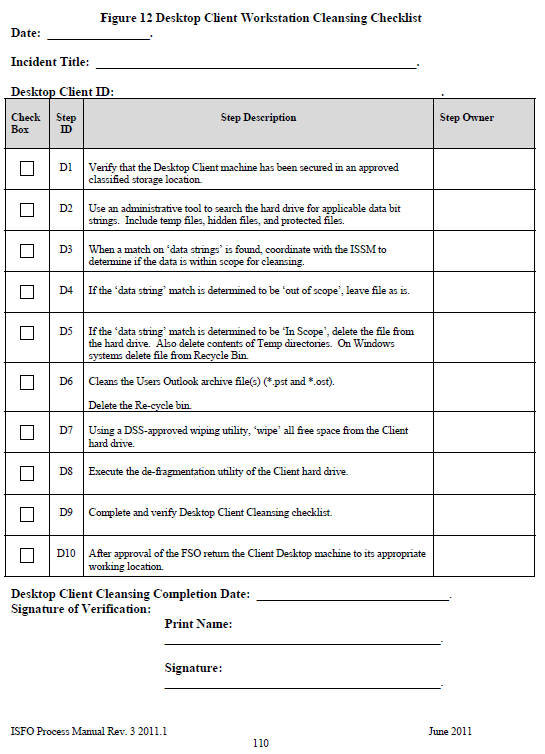 Figure 12 Desktop Client Workstation Cleansing Checklist
Date: _________________.
Incident Title: _____________________________________________________.
Desktop Client ID: .
Check Box Step ID Step Description Step Owner
D1 Verify that the Desktop Client machine has been secured in an approved
classified storage location.
D2 Use an administrative tool to search the hard drive for applicable data bit
strings. Include temp files, hidden files, and protected files.
D3 When a match on ‘data strings’ is found, coordinate with the ISSM to
determine if the data is within scope for cleansing.
D4 If the ‘data string’ match is determined to be ‘out of scope’, leave file as is.
D5 If the ‘data string’ match is determined to be ‘In Scope’, delete the file from
the hard drive. Also delete contents of Temp directories. On Windows
systems delete file from Recycle Bin.
D6 Cleans the Users Outlook archive file(s) (*.pst and *.ost).
Delete the Re-cycle bin.
D7 Using a DSS-approved wiping utility, ‘wipe’ all free space from the Client
hard drive.
D8 Execute the de-fragmentation utility of the Client hard drive.
D9 Complete and verify Desktop Client Cleansing checklist.
D10 After approval of the FSO return the Client Desktop machine to its appropriate
working location.
Desktop Client Cleansing Completion Date: ________________________________.
Signature of Verification:
Print Name:
______________________________________________.
Signature:
______________________________________________.
ISFO Process Manual Rev. 3 2011.1 June 2011
110